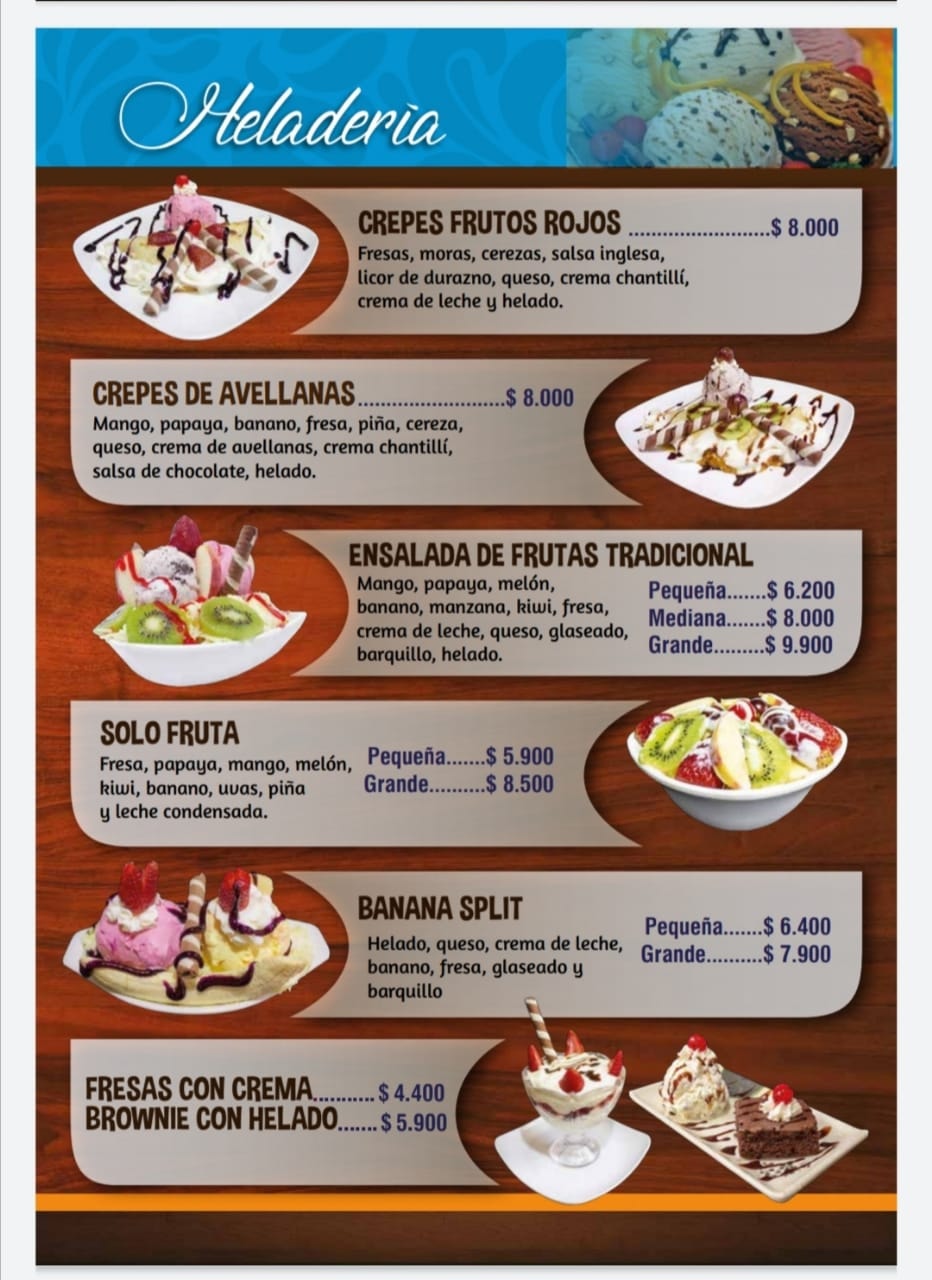 Heladería
CREPES FRUTOS ROJOS ........................$ 8.000
Fresas, moras, cerezas, salsa inglesa,
licor de durazno, queso, crema chantillí,
crema de leche y helado.
CREPES DE AVELLANAS.........................$ 8.000
Mango, papaya, banano, fresa, piña, cereza,
queso, crema de avellanas, crema chantillí,
salsa de chocolate, helado.
ENSALADA DE FRUTAS TRADICIONAL
Mango, papaya, melón,
banano, manzana, kiwi, fresa,
crema de leche, queso, glaseado,
barquillo, helado.
Pequeña.......$ 6.200
Mediana.......$ 8.000
Grande.........$ 9.900
SOLO FRUTA
Fresa, papaya, mango, melón,
kiwi, banano, uvas, piña
y leche condensada.
Pequeña.......$ 5.900
Grande..........$ 8.500
BANANA SPLIT
Helado, queso, crema de leche,
banano, fresa, glaseado y
barquillo
Pequeña.......$ 6.400
Grande..........$ 7.900
FRESAS CON CREMA........... $ 4.400
BROWNIE CON HELADO....... $ 5.900